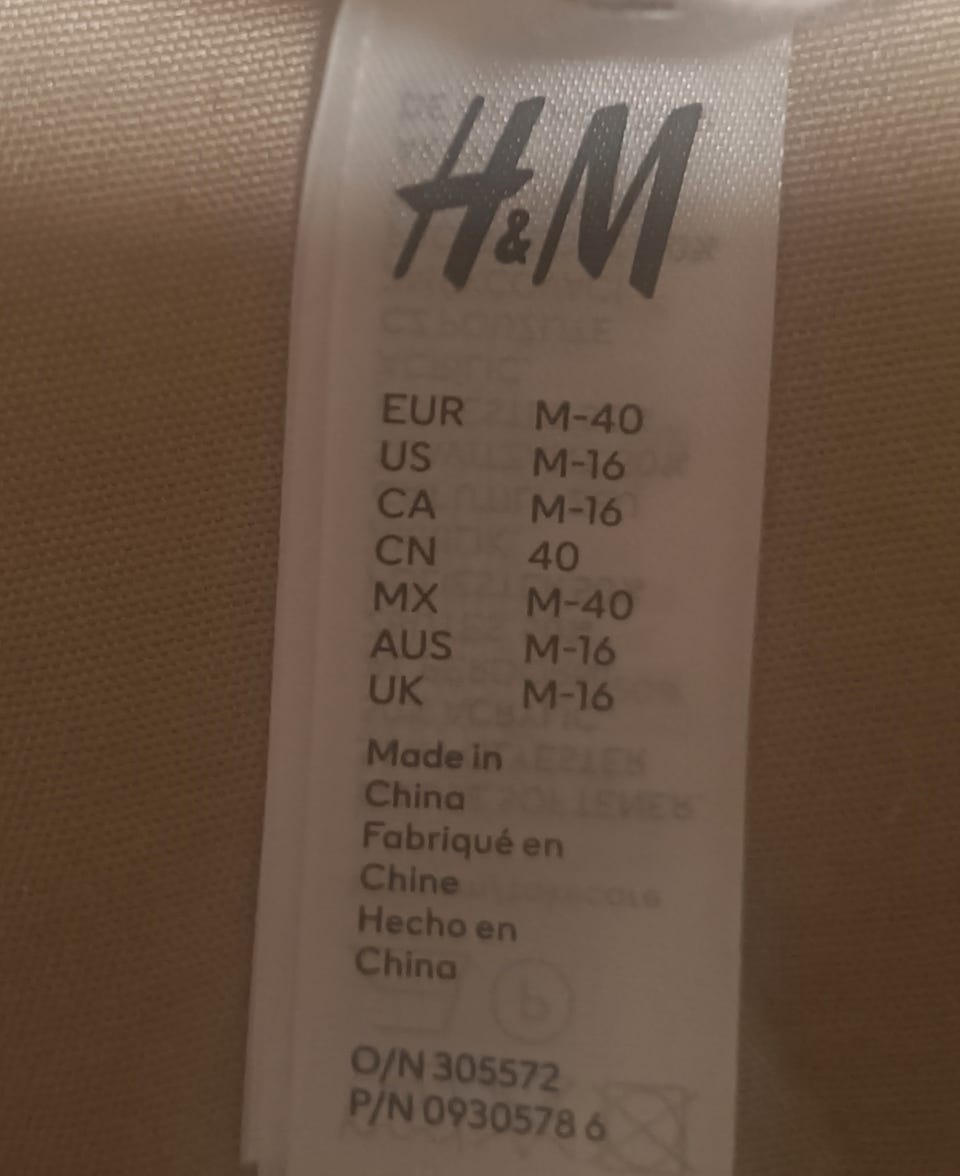 H&M
EUR M-40
US M-16
CA M-16
CN 40
MX M-40
AUS M-16
UK M-16
Made in
China
Fabriqué en
Chine
Hecho en
China
O/N 305572
P/N 0930578 6